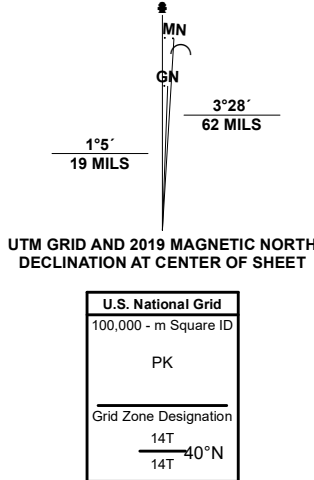 MN
GN
3°28´
62 MILS
1°5´
19 MILS
UTM GRID AND 2019 MAGNETIC NORTH
DECLINATION AT CENTER OF SHEET
U.S. National Grid
100,000 - m Square ID
PK
Grid Zone Designation
14T
40°N
14T